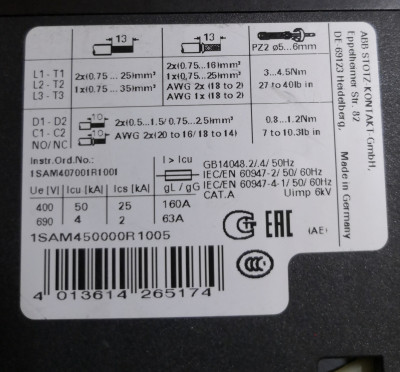 13 13 PZ2 ø5...6mm
L1 - T1 2x(0.75 ... 25)mm² 2x(0.75...16)mm² 3...4.5Nm
L2 - T2 1x(0.75 ... 35)mm² 1x(0.75...25)mm² 27 to 40lb in
L3 - T3 AWG 2x (18 to 2)
AWG 1x (18 to 2)
D1 - D2 10 2x(0.5...1.5/ 0.75...2.5)mm² 0.8...1.2Nm
C1 - C2 10 AWG 2x(20 to 16/18 to 14) 7 to 10.3lb in
NO/ NC
Instr.Ord.No.: I > Icu GB14048.2/.4/ 50Hz
1SAM407001R1001 IEC/EN 60947-2/ 50/ 60Hz
Ue [V] Icu [kA] Ics [kA] gL / gG IEC/EN 60947-4-1/ 50/ 60Hz
CAT.A Uimp 6kV
400 50 25 160A
690 4 2 63A
1SAM450000R1005 EAC (AE)
CCC
4 013614 265174
ABB STOTZ KONTAKT GmbH,
Eppelheimer Str. 82
DE-69123 Heidelberg,
Made in Germany